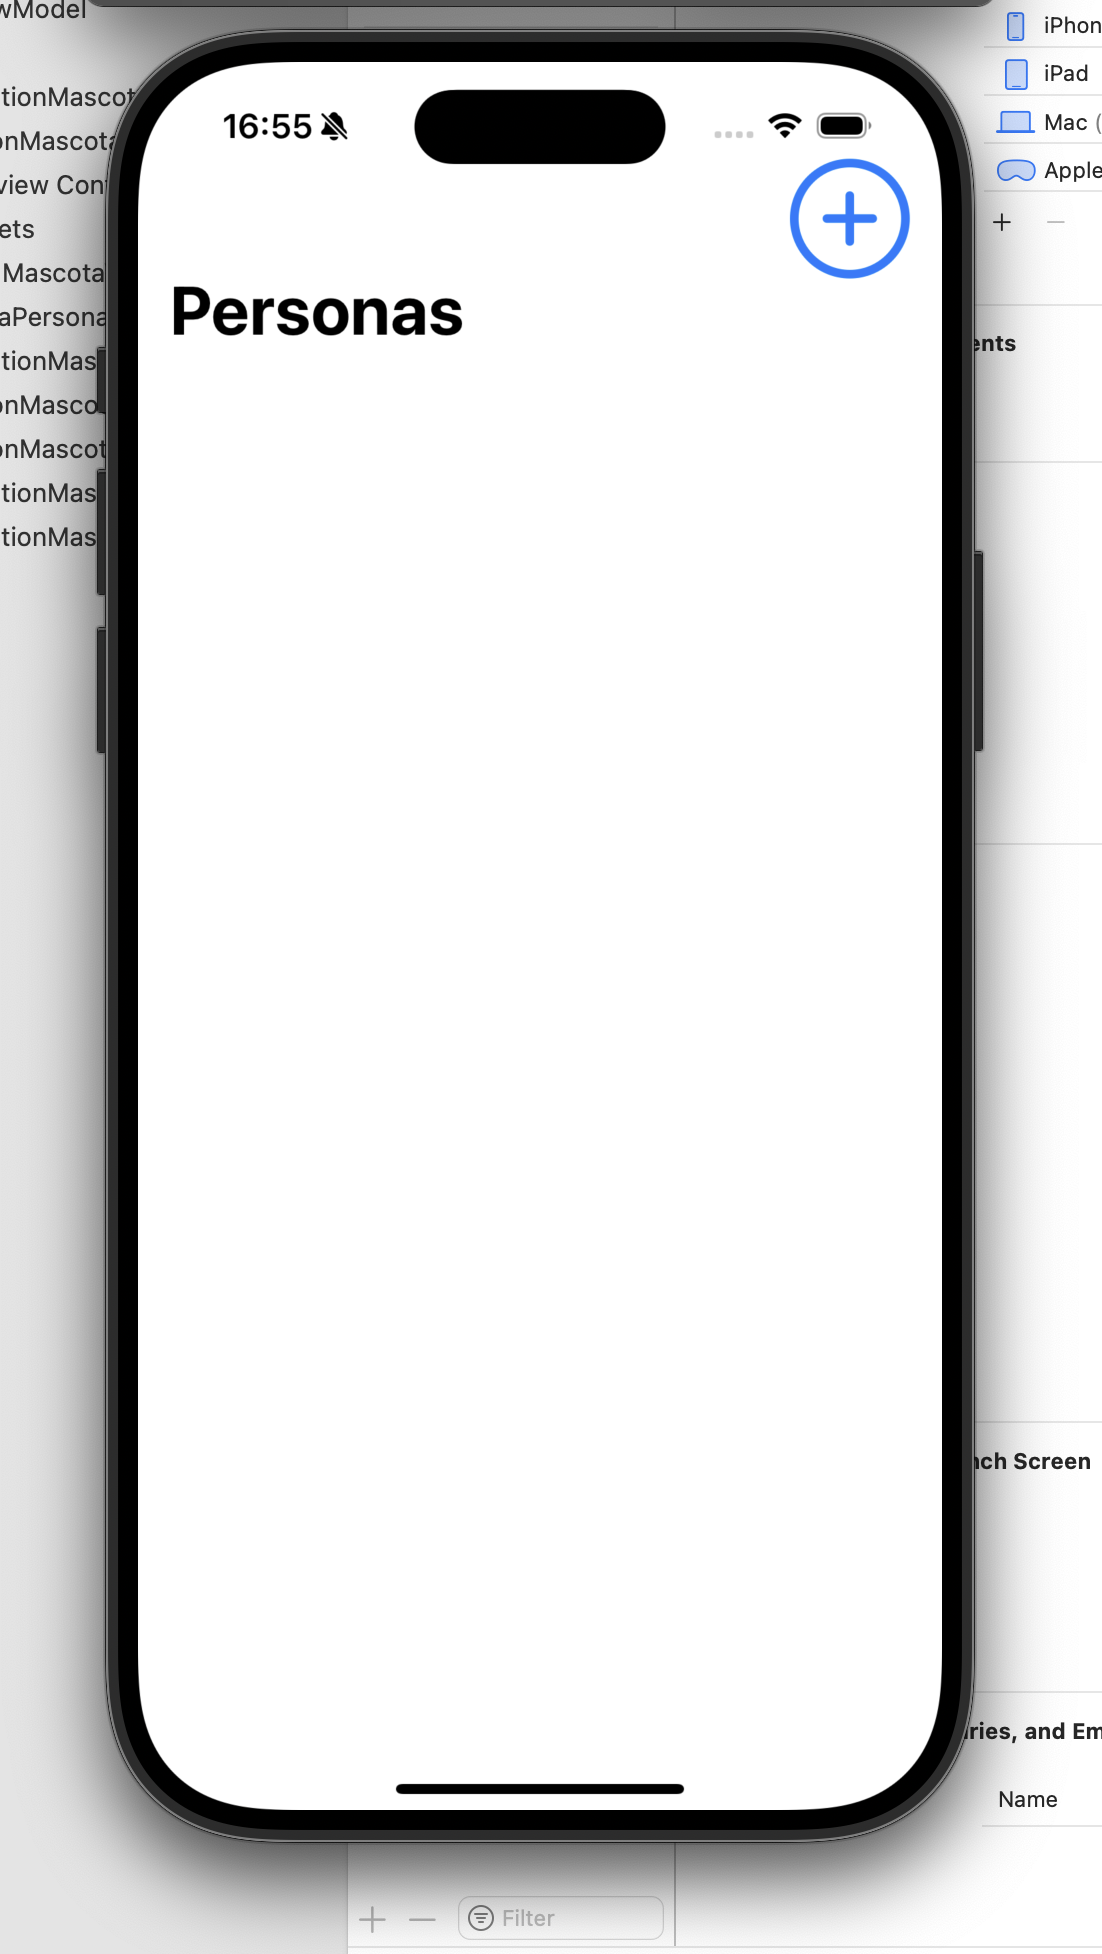 wModel
iPhon
tionMascot
iPad
onMascota
Mac (
view Con
Apple
ets
Mascota
aPersona
tionMas
onMasco
onMascot
tionMas
tionMas
16:55
Personas
ents
nch Screen
ries, and Em
Name
Filter